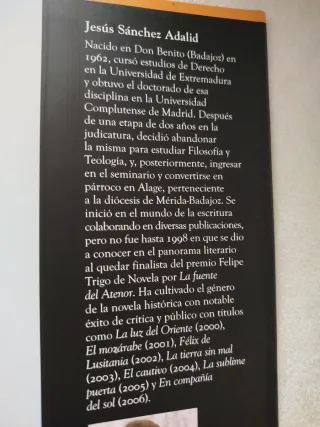 Jesús Sánchez Adalid
Nacido en Don Benito (Badajoz) en
1962, cursó estudios de Derecho
en la Universidad de Extremadura
y obtuvo el doctorado de esa
disciplina en la Universidad
Complutense de Madrid. Después
de una etapa de dos años en la
judicatura, decidió abandonar
la misma para estudiar Filosofía y
Teología, y, posteriormente, ingresar
en el seminario y convertirse en
párroco en Alage, perteneciente
a la diócesis de Mérida-Badajoz. Se
inició en el mundo de la escritura
colaborando en diversas publicaciones,
pero no fue hasta 1998 en que se dio
a conocer en el panorama literario
al quedar finalista del premio Felipe
Trigo de Novela por La fuente
del Atenor. Ha cultivado el género
de la novela histórica con notable
éxito de crítica y público con títulos
como La luz del Oriente (2000),
El mozárabe (2001), Félix de
Lusitania (2002), La tierra sin mal
(2003), El cautivo (2004), La sublime
puerta (2005) y En compañía
del sol (2006).